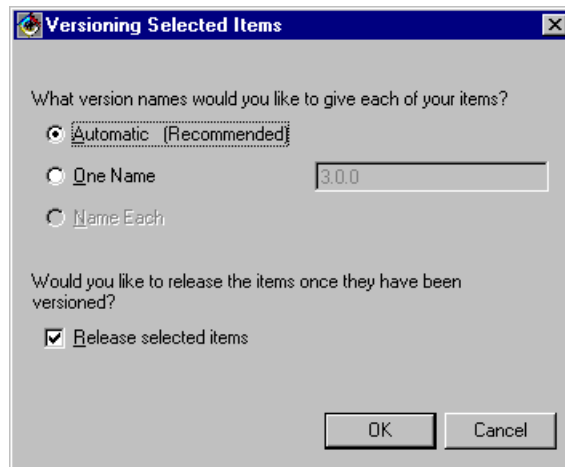 Versioning Selected Items
What version names would you like to give each of your items?
Automatic (Recommended)
One Name 3.0.0
Name Each
Would you like to release the items once they have been
versioned?
Release selected items
OK Cancel